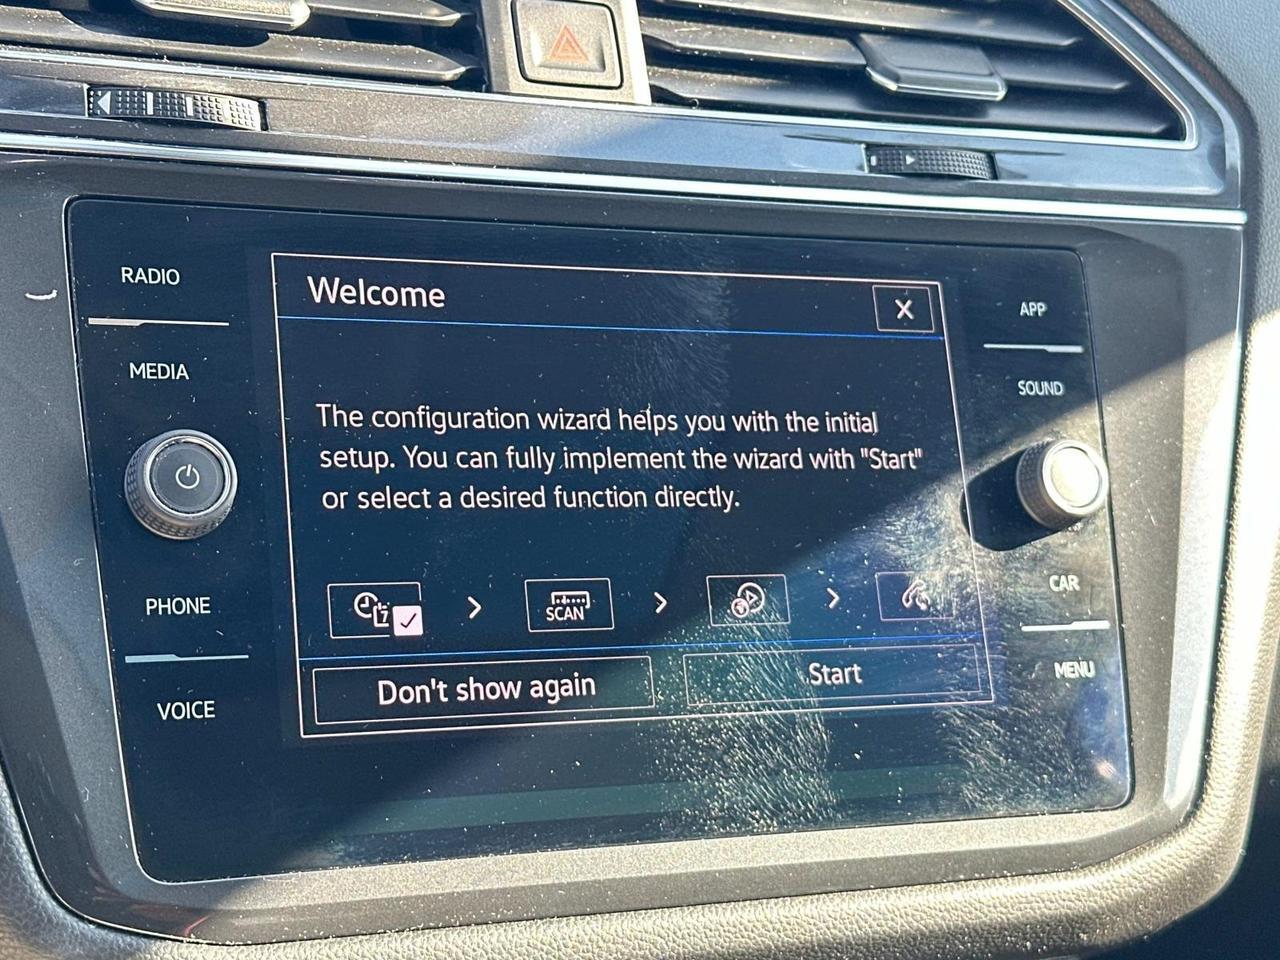 RADIO
MEDIA
PHONE
VOICE
Welcome
X
The configuration wizard helps you with the initial
setup. You can fully implement the wizard with "Start"
or select a desired function directly.
7
SCAN
Don't show again
Start
APP
SOUND
CAR
MENU